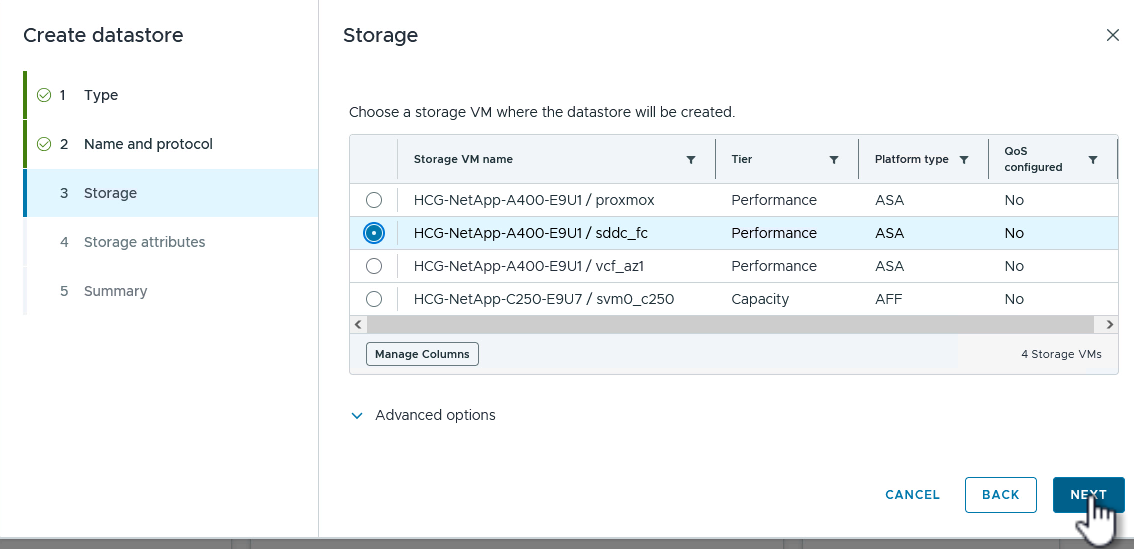 Create datastore
1 Type
2 Name and protocol
3 Storage
4 Storage attributes
5 Summary
Storage
Choose a storage VM where the datastore will be created.
Storage VM name Tier Platform type QoS configured
HCG-NetApp-A400-E9U1 / proxmox Performance ASA No
HCG-NetApp-A400-E9U1 / sddc_fc Performance ASA No
HCG-NetApp-A400-E9U1 / vcf_az1 Performance ASA No
HCG-NetApp-C250-E9U7 / svm0_c250 Capacity AFF No
Manage Columns 4 Storage VMs
Advanced options
CANCEL BACK NEXT